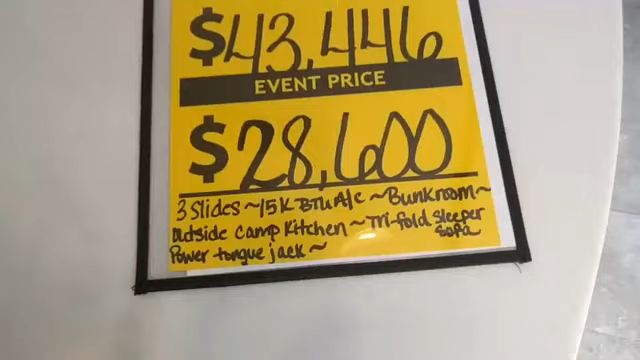 $43,446
EVENT PRICE
$28,600
3 Slides ~ 15K BTU A/c ~ Bunkroom ~
Outside Camp Kitchen ~ Tri-fold Sleeper
Sofa
Power tongue jack ~